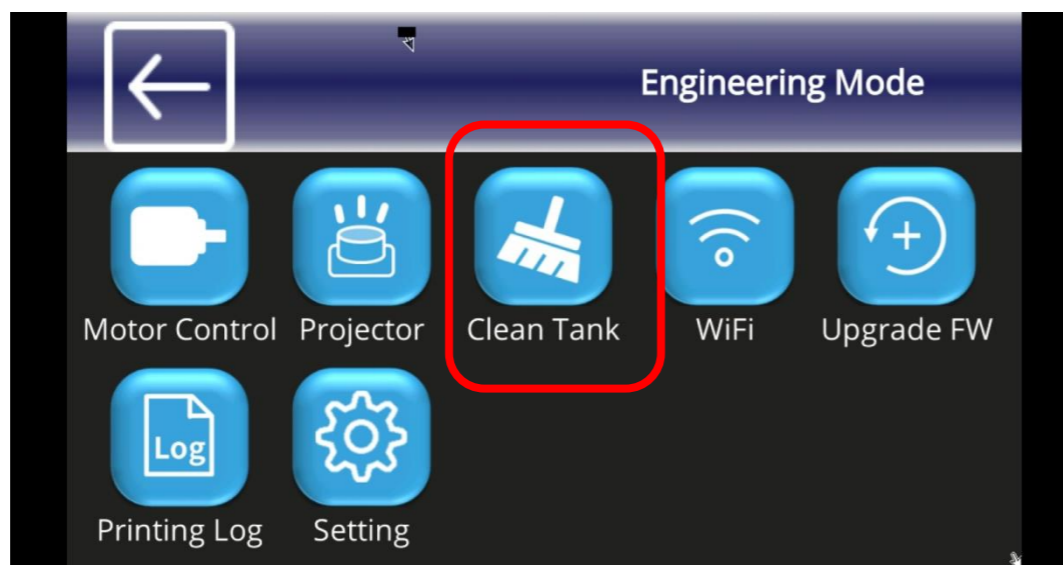 Engineering Mode
Motor Control Projector Clean Tank WiFi Upgrade FW
Log
Printing Log Setting